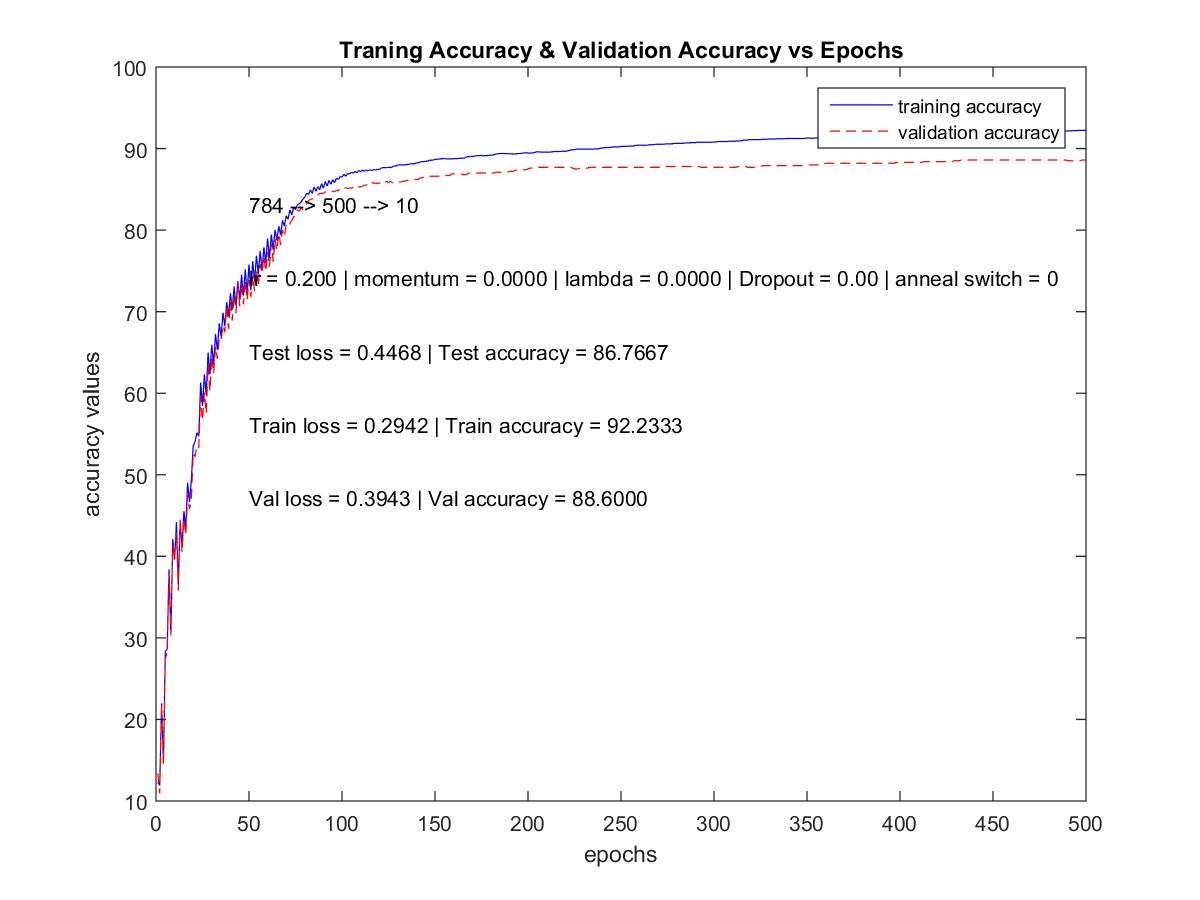 Traning Accuracy & Validation Accuracy vs Epochs
100
90
80
70
60
50
40
30
20
10
accuracy values
training accuracy
validation accuracy
784 --> 500 --> 10
= 0.200 | momentum = 0.0000 | lambda = 0.0000 | Dropout = 0.00 | anneal switch = 0
Test loss = 0.4468 | Test accuracy = 86.7667
Train loss = 0.2942 | Train accuracy = 92.2333
Val loss = 0.3943 | Val accuracy = 88.6000
0 50 100 150 200 250 300 350 400 450 500
epochs